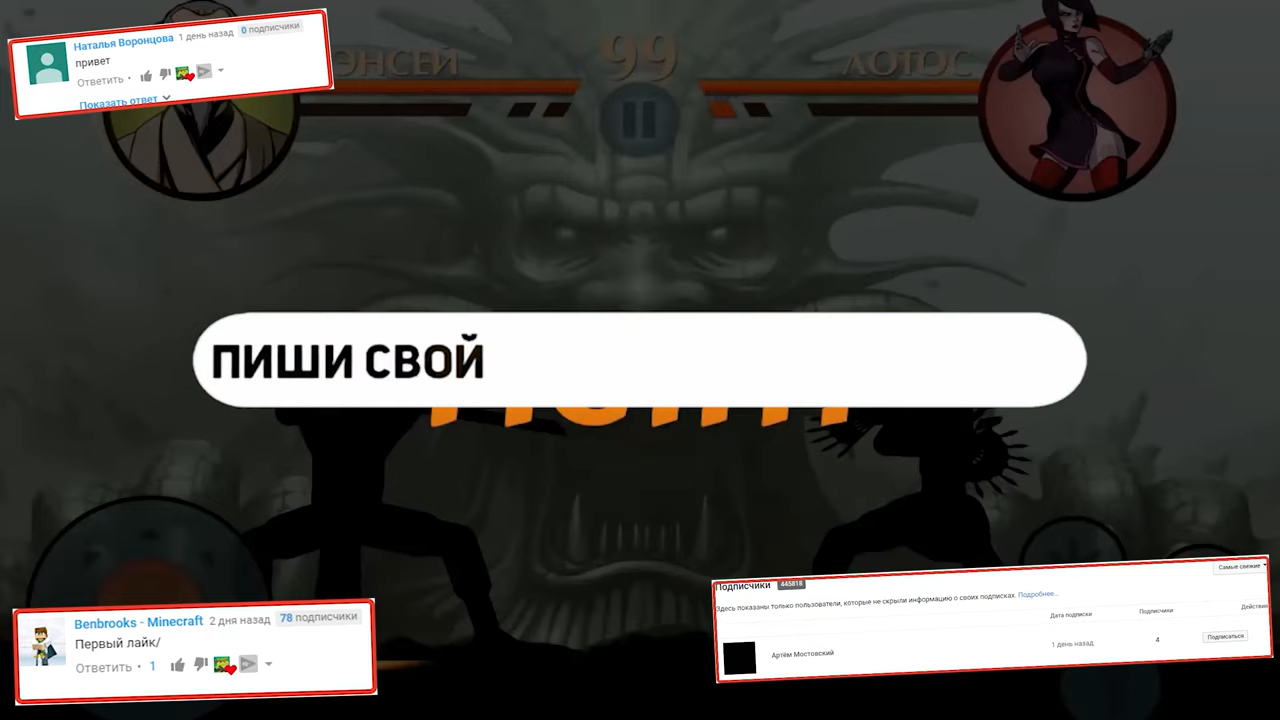 Наталья Воронцова 1 день назад 0 подписчики
привет
Ответить
Показать ответ
ЭНСЕЙ
99
ЛОТОС
ПИШИ СВОЙ
Benbrooks - Minecraft 2 дня назад 78 подписчики
Первый лайк/
Ответить • 1
Подписчики 445818
Самые свежие
Здесь показаны только пользователи, которые не скрыли информацию о своих подписках. Подробнее...
Дата подписки Подписчики Действия
Артём Мостовский 1 день назад 4 Подписаться